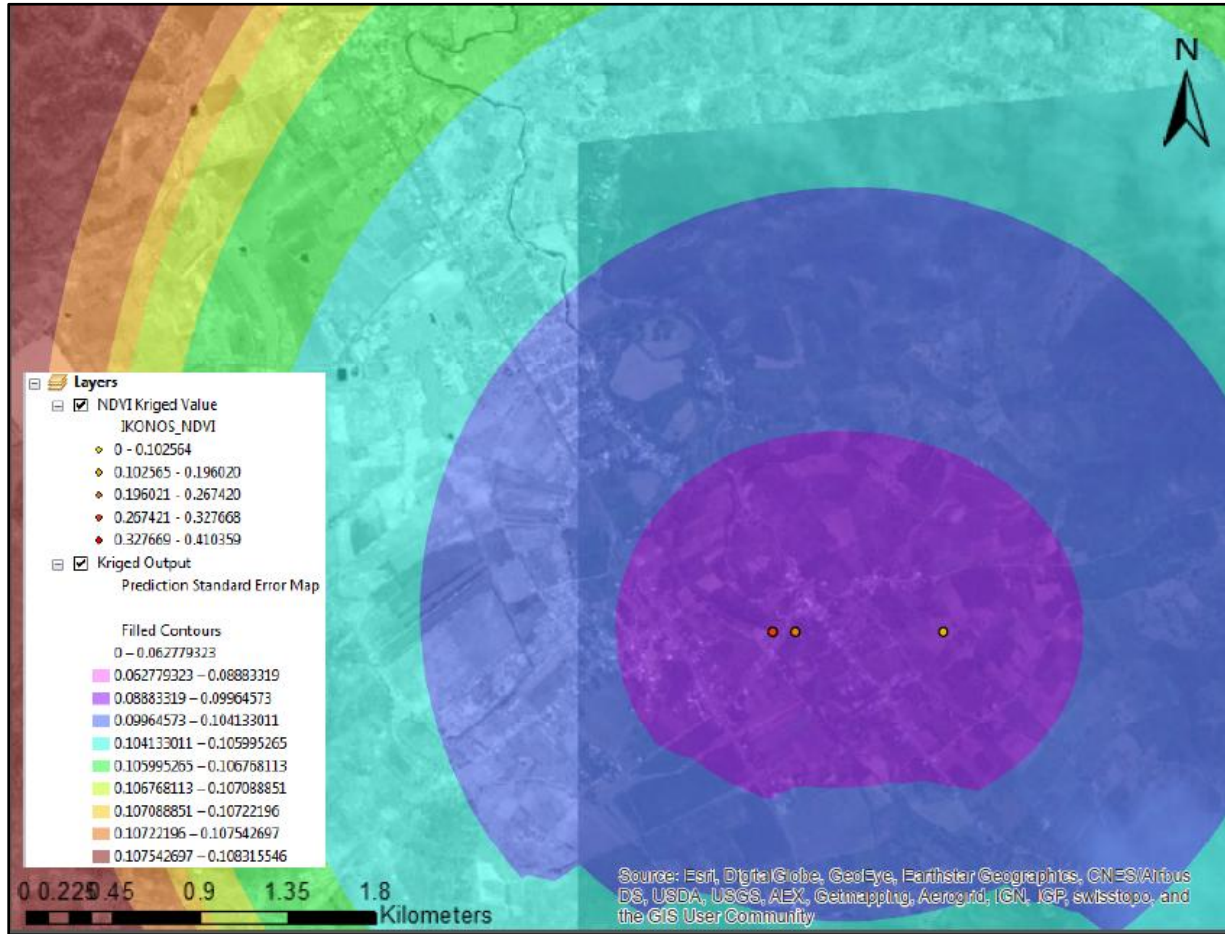 N
Layers
NDVI Kriged Value
IKONOS_NDVI
0 - 0.102564
0.102565 - 0.196020
0.196021 - 0.267420
0.267421 - 0.327668
0.327669 - 0.410359
Kriged Output
Prediction Standard Error Map
Filled Contours
0 – 0.062779323
0.062779323 – 0.08883319
0.08883319 – 0.09964573
0.09964573 – 0.104133011
0.104133011 – 0.105995265
0.105995265 – 0.106768113
0.106768113 – 0.107088851
0.107088851 – 0.10722196
0.10722196 – 0.107542697
0.107542697 – 0.108315546
0 0.225 0.45 0.9 1.35 1.8
Kilometers
Source: Esri, DigitalGlobe, GeoEye, Earthstar Geographics, CNES/Airbus
DS, USDA, USGS, AEX, Getmapping, Aerogrid, IGN, IGP, swisstopo, and
the GIS User Community